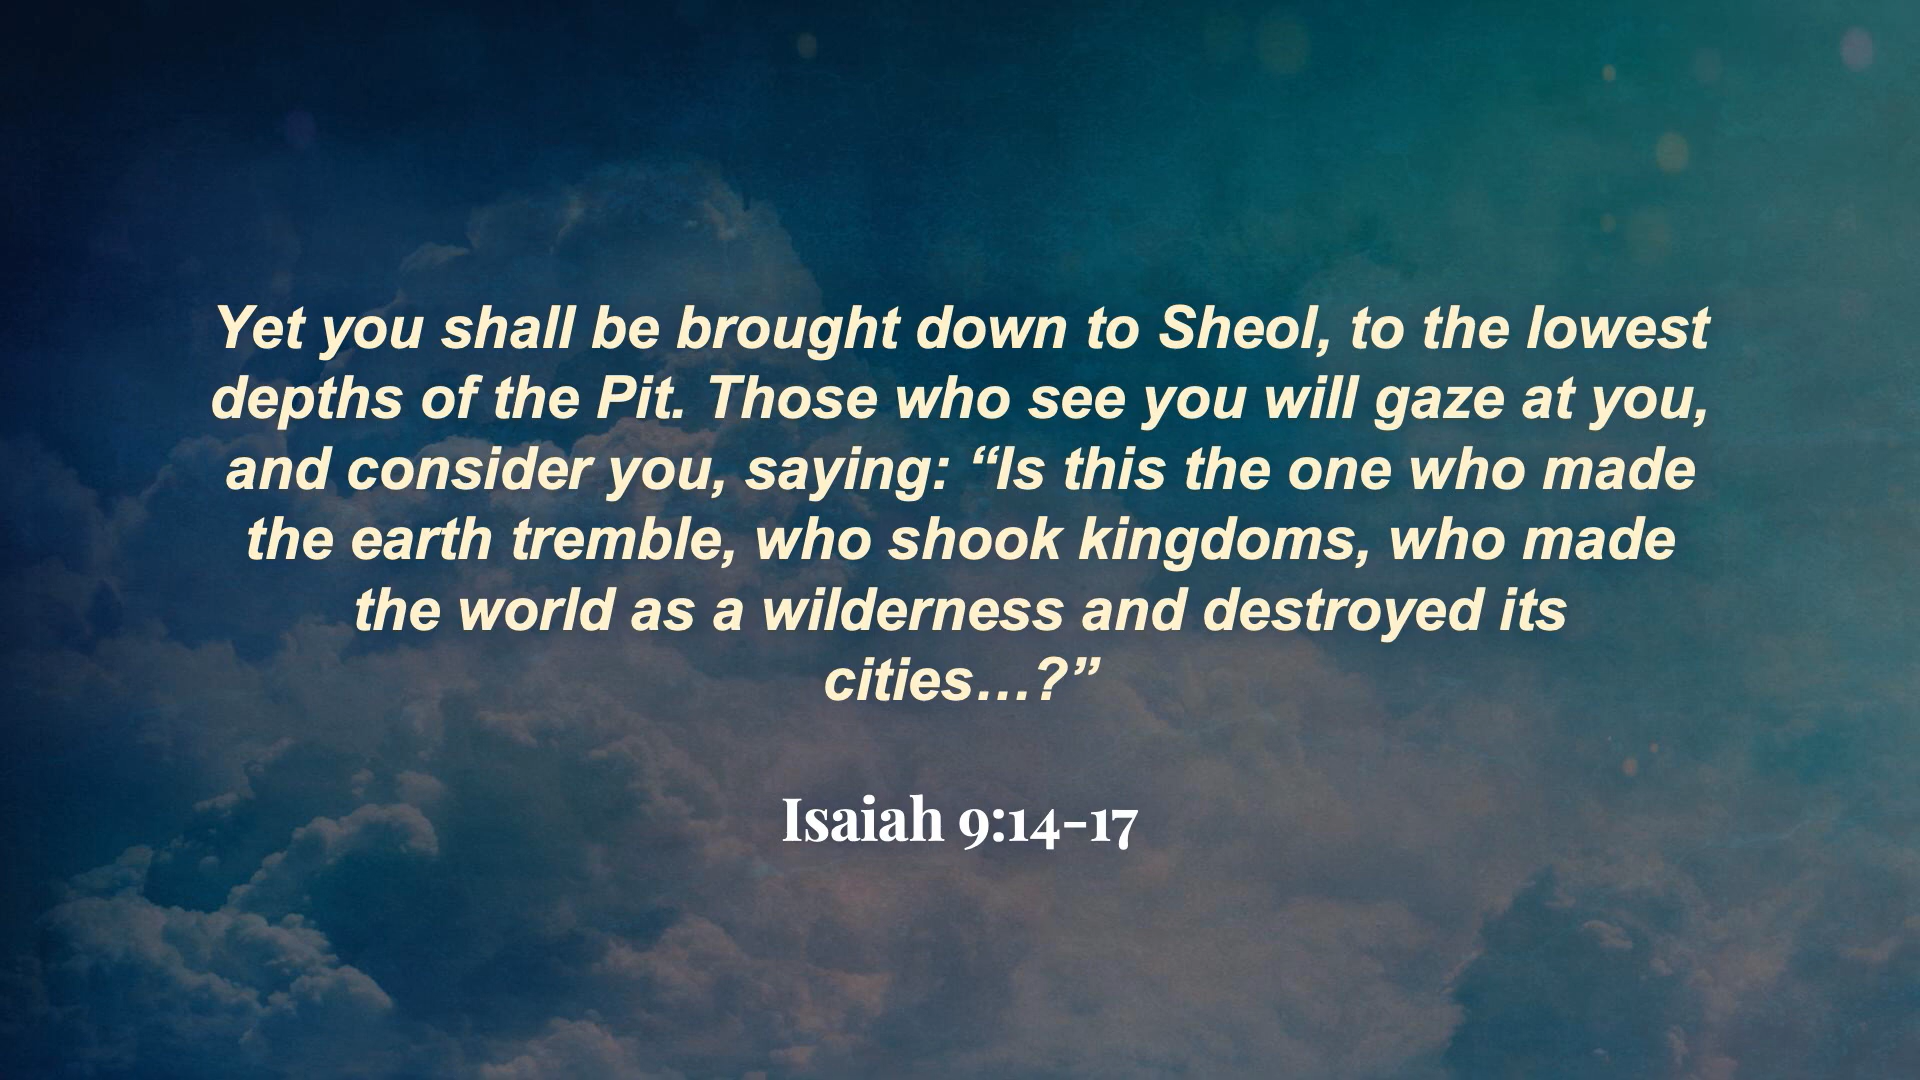 Yet you shall be brought down to Sheol, to the lowest
depths of the Pit. Those who see you will gaze at you,
and consider you, saying: “Is this the one who made
the earth tremble, who shook kingdoms, who made
the world as a wilderness and destroyed its
cities…?”
Isaiah 9:14-17